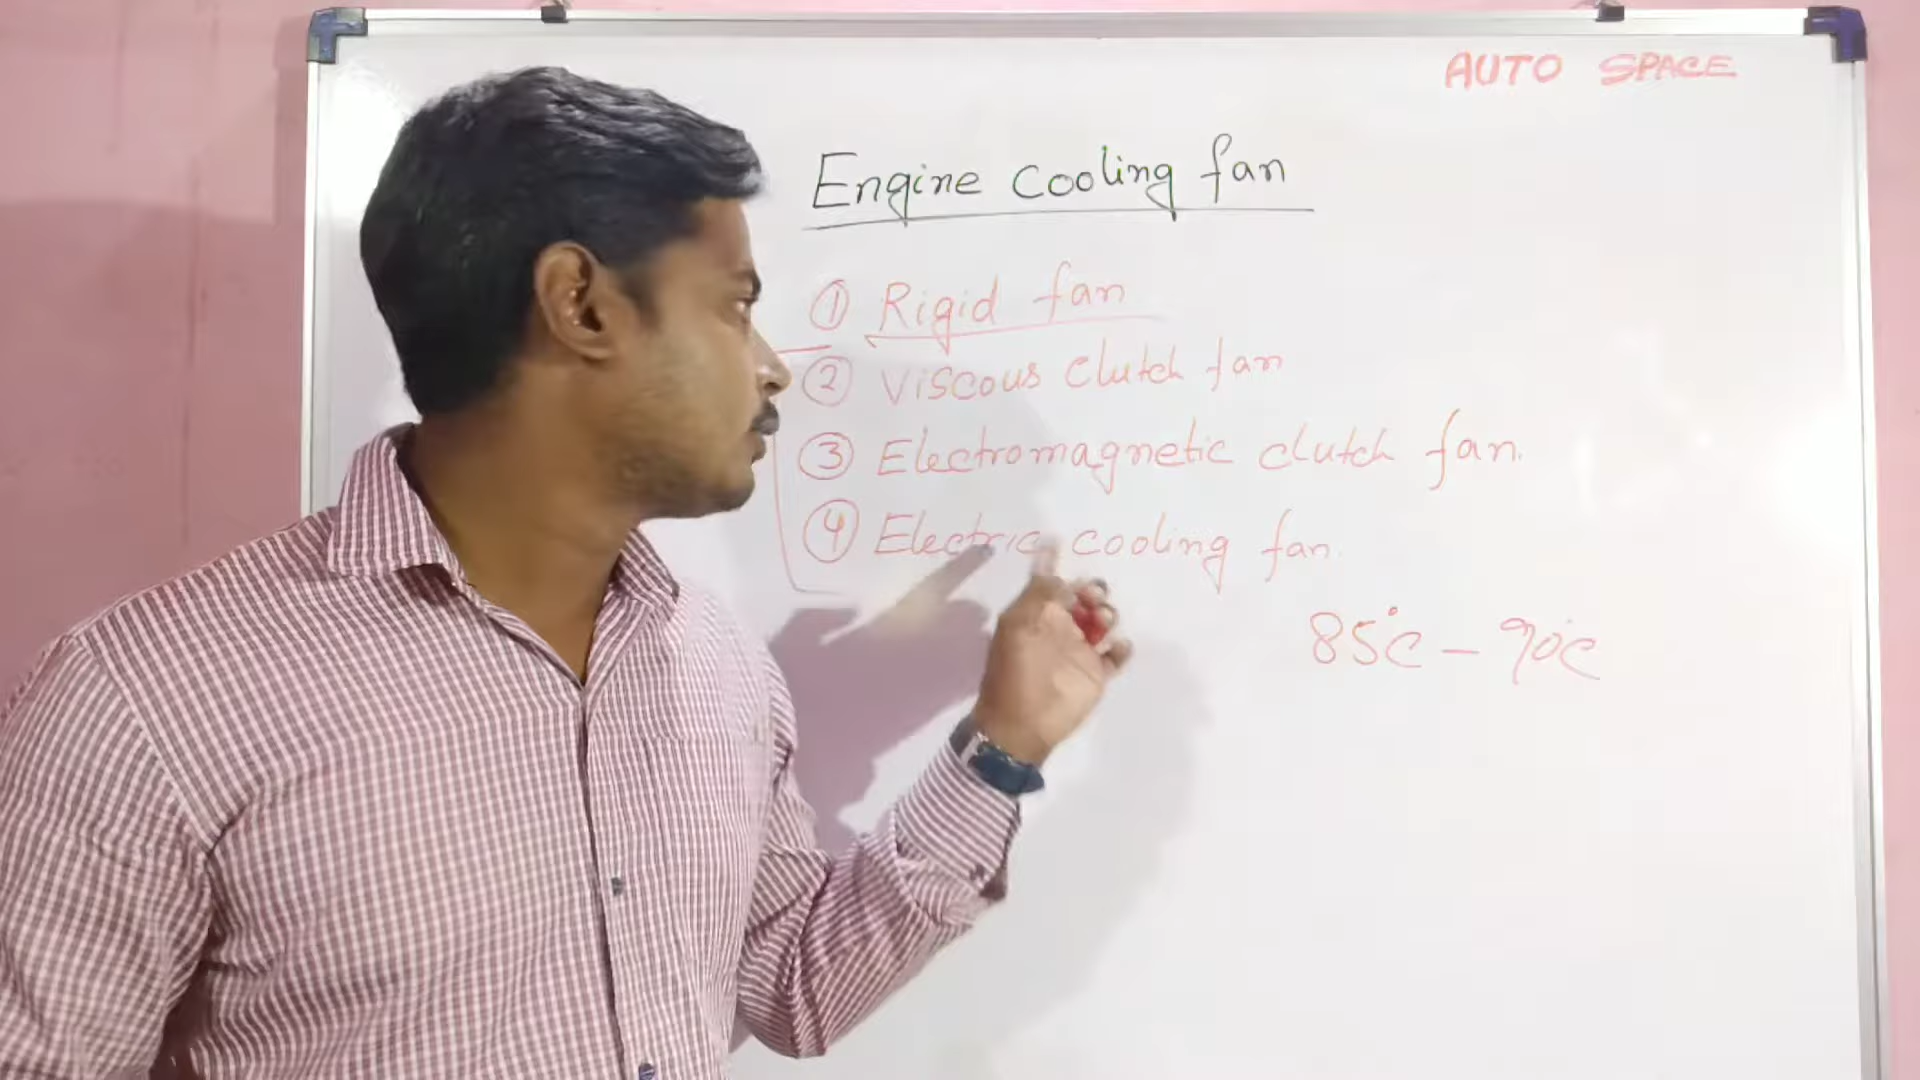 AUTO SPACE
Engine cooling fan
① Rigid fan
② Viscous clutch fan
③ Electromagnetic clutch fan.
④ Electric cooling fan.
85°C - 90°C